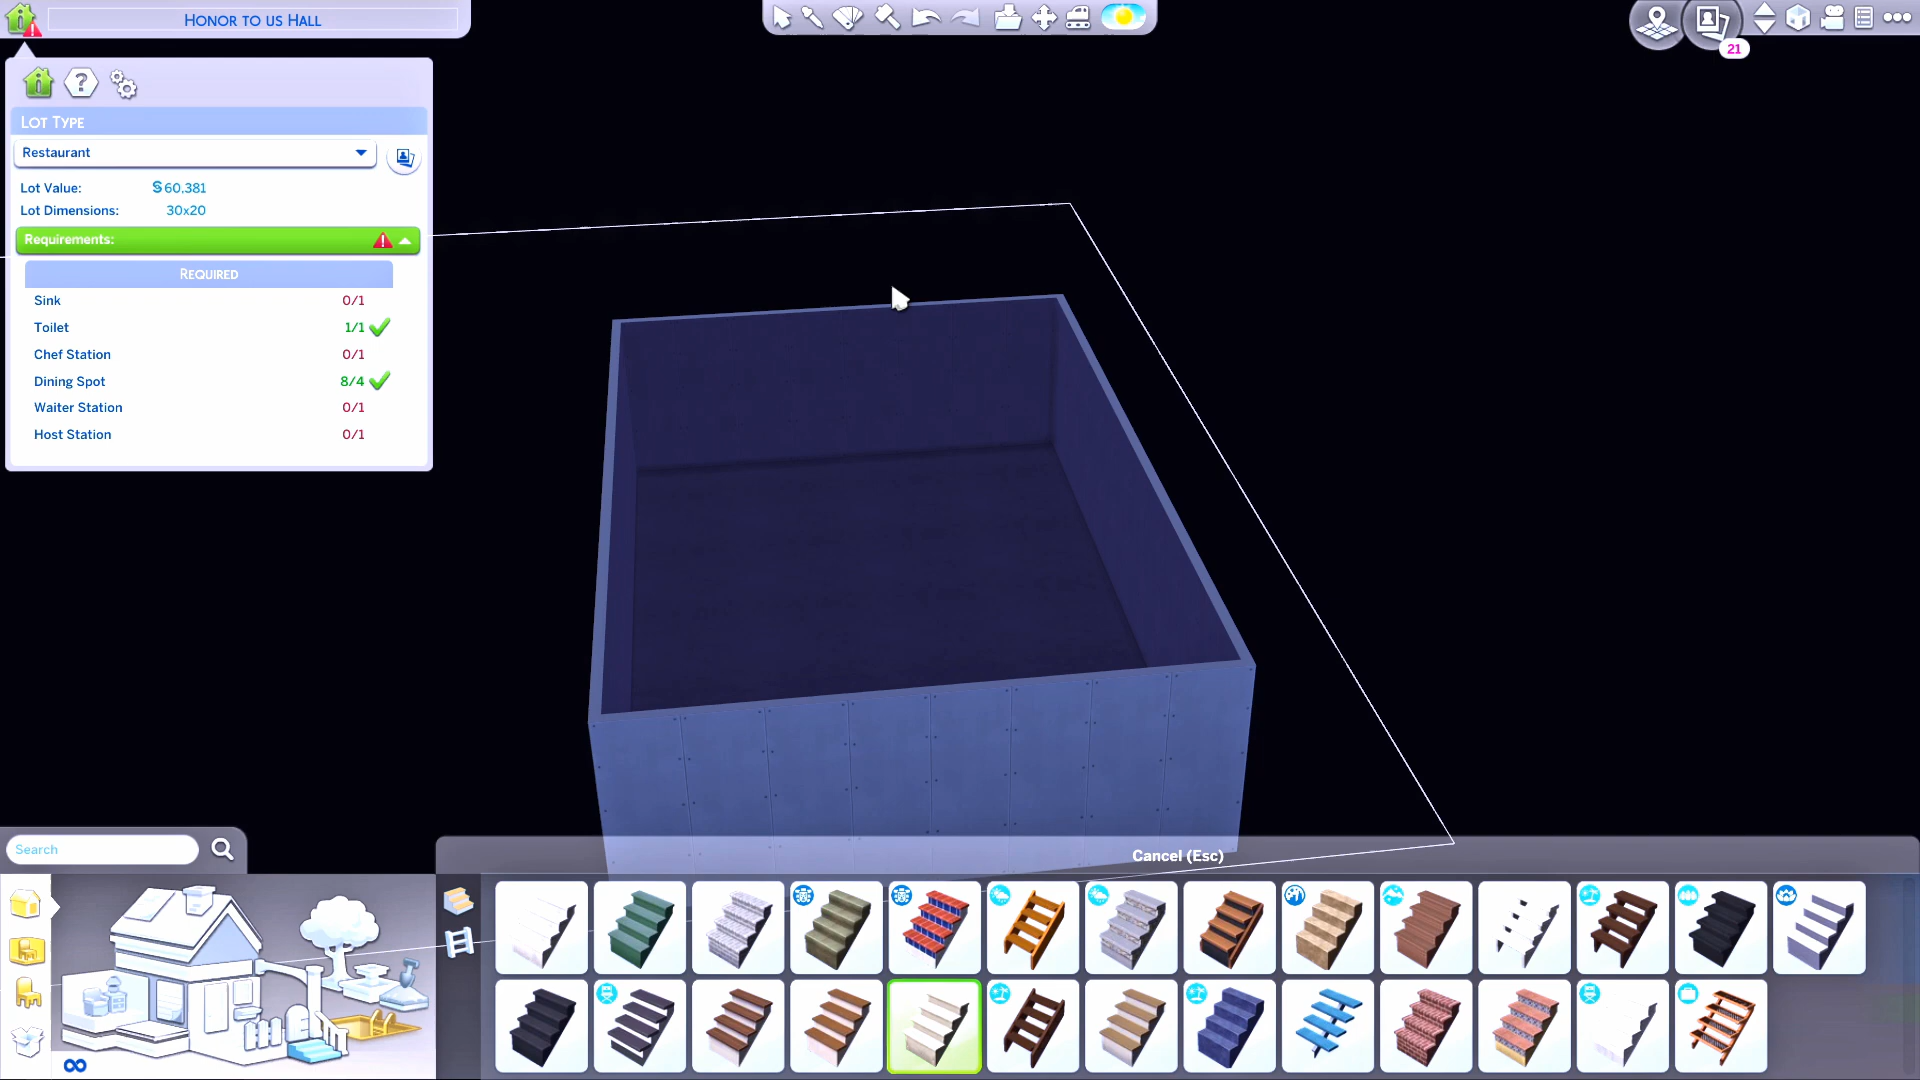 Honor to us Hall
21
Lot Type
Restaurant
Lot Value: §60,381
Lot Dimensions: 30x20
Requirements:
Required
Sink 0/1
Toilet 1/1
Chef Station 0/1
Dining Spot 8/4
Waiter Station 0/1
Host Station 0/1
Search
Cancel (Esc)